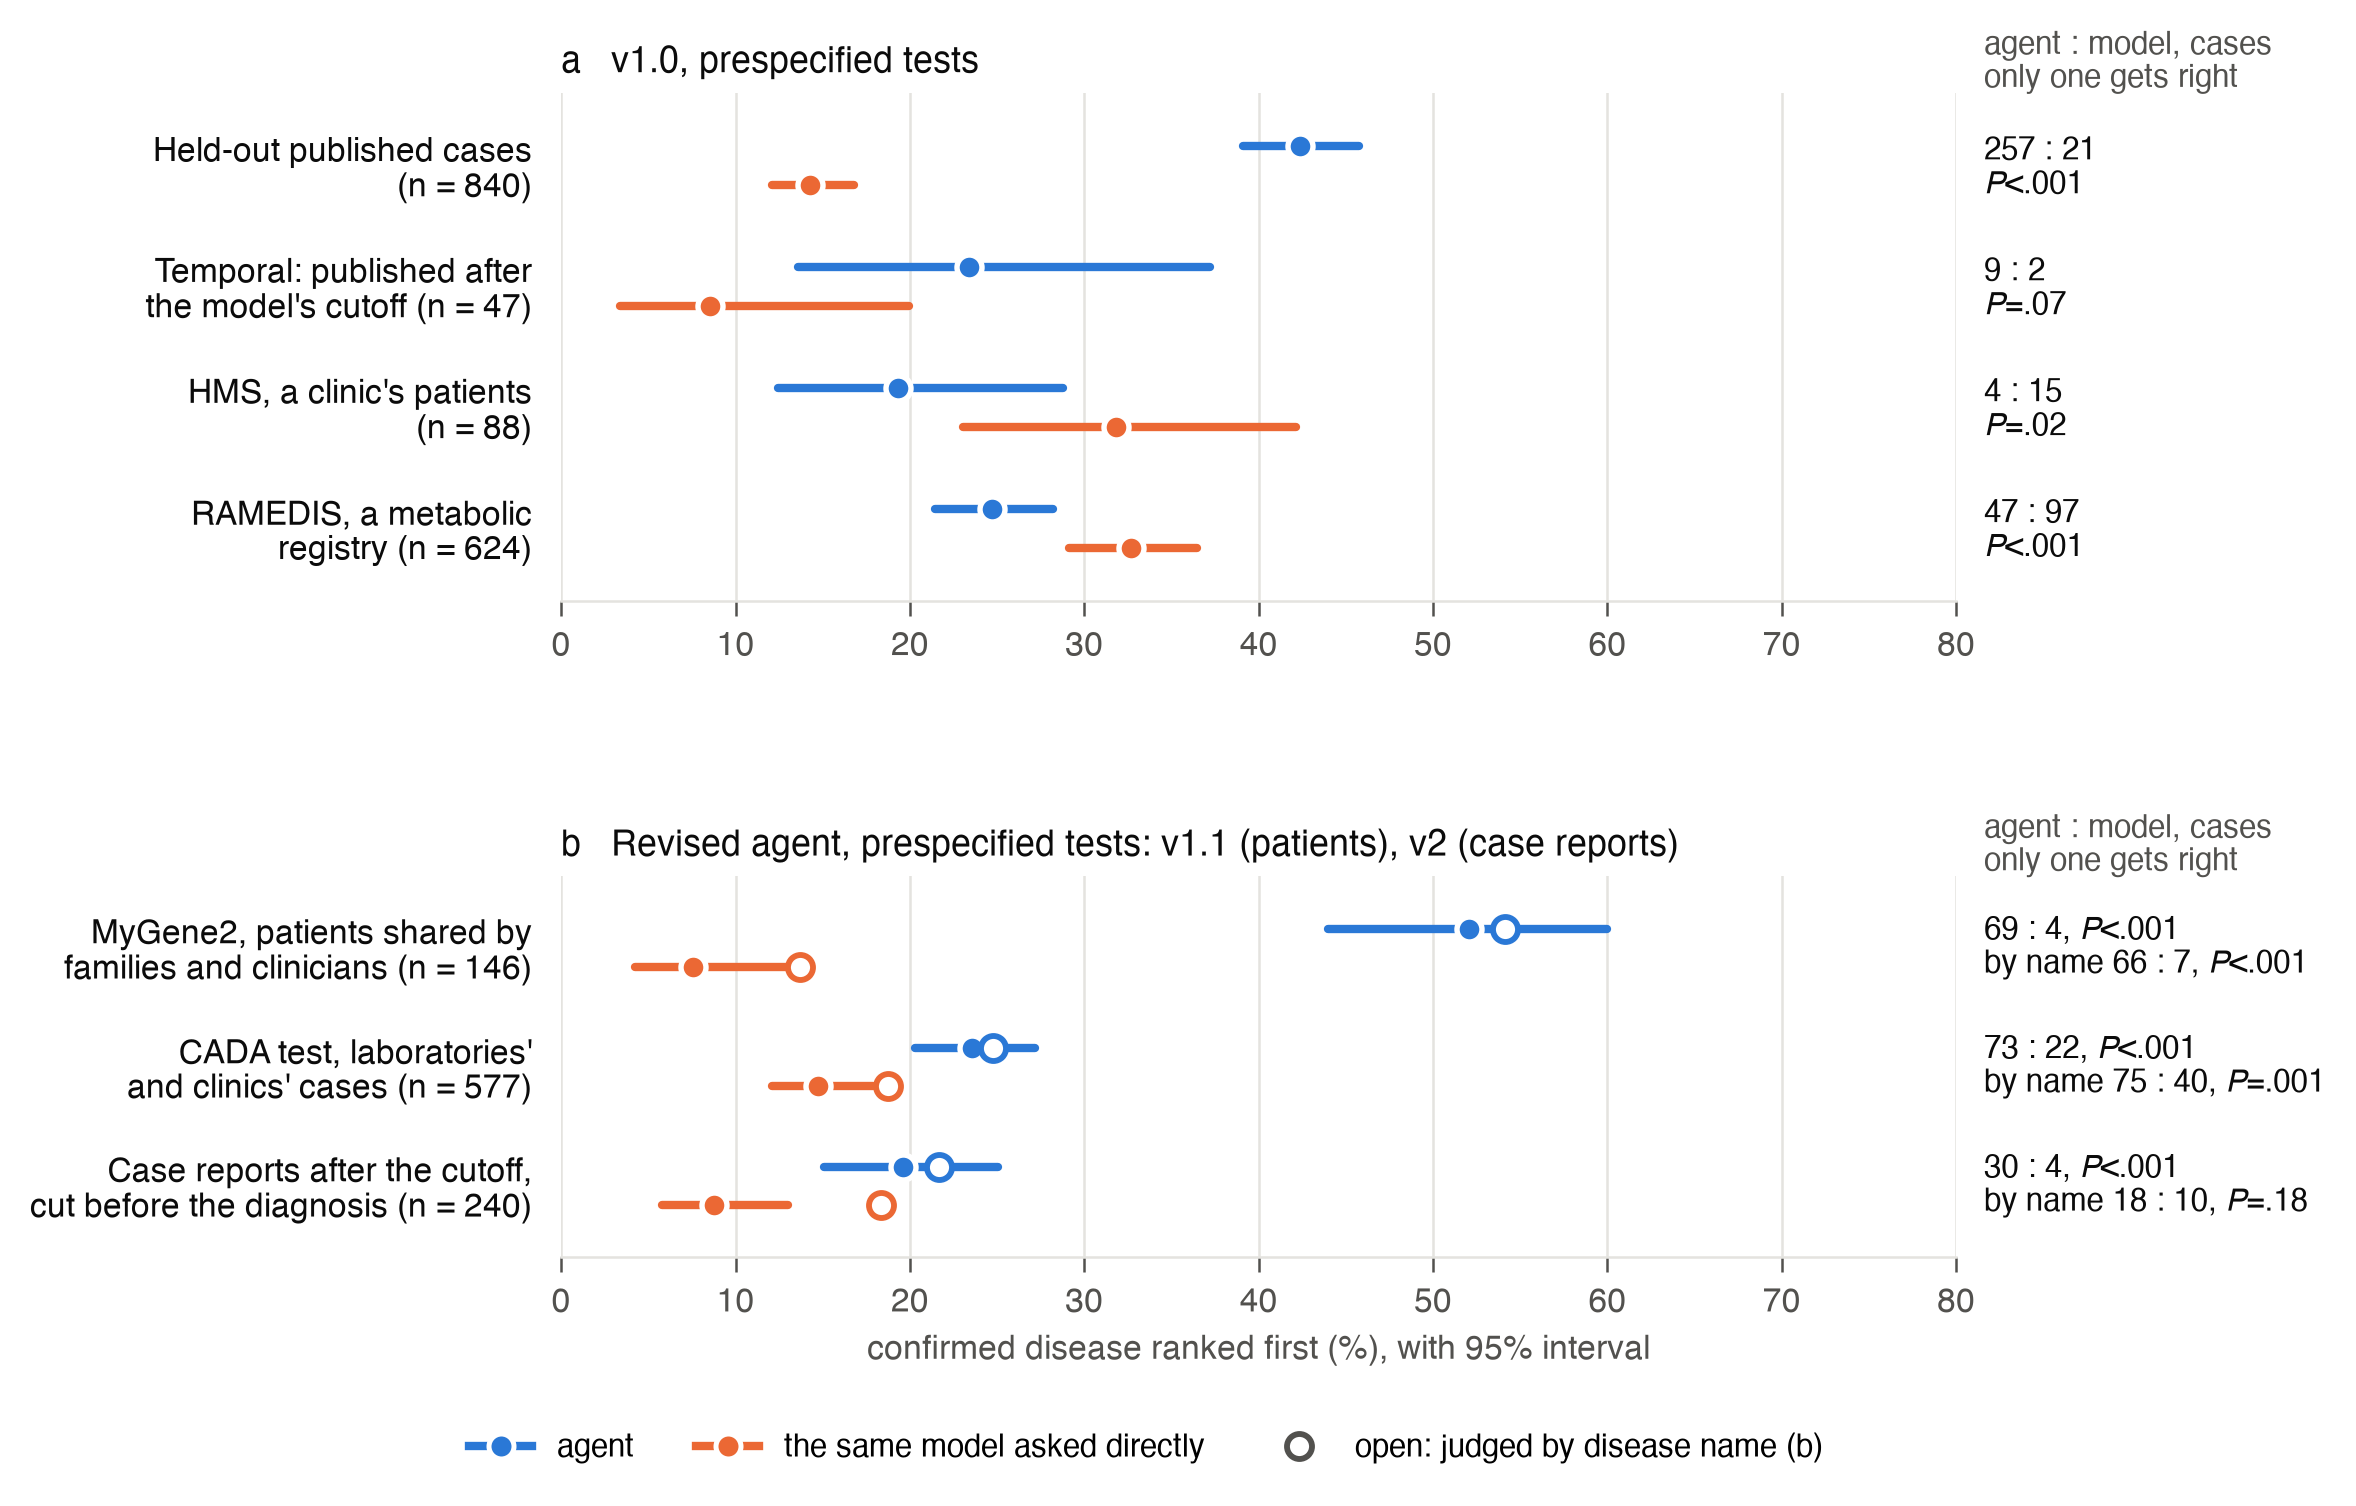 a v1.0, prespecified tests
agent : model, cases
only one gets right
Held-out published cases
(n = 840)
257 : 21
P<.001
Temporal: published after
the model's cutoff (n = 47)
9 : 2
P=.07
HMS, a clinic's patients
(n = 88)
4 : 15
P=.02
RAMEDIS, a metabolic
registry (n = 624)
47 : 97
P<.001
0 10 20 30 40 50 60 70 80
b Revised agent, prespecified tests: v1.1 (patients), v2 (case reports)
agent : model, cases
only one gets right
MyGene2, patients shared by
families and clinicians (n = 146)
69 : 4, P<.001
by name 66 : 7, P<.001
CADA test, laboratories'
and clinics' cases (n = 577)
73 : 22, P<.001
by name 75 : 40, P=.001
Case reports after the cutoff,
cut before the diagnosis (n = 240)
30 : 4, P<.001
by name 18 : 10, P=.18
0 10 20 30 40 50 60 70 80
confirmed disease ranked first (%), with 95% interval
agent
the same model asked directly
open: judged by disease name (b)